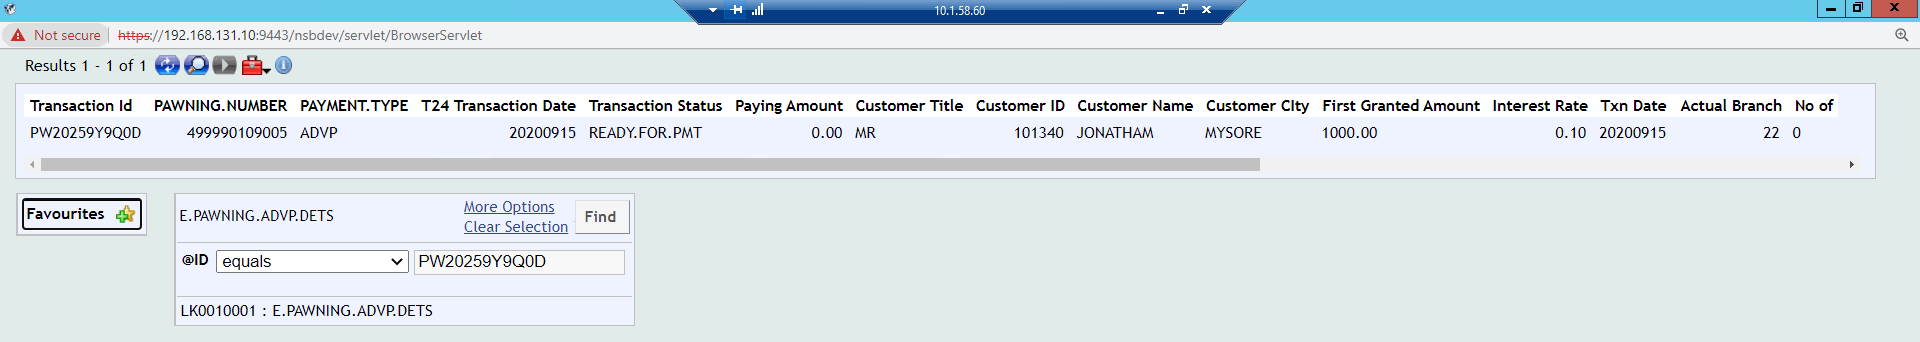 10.1.58.60
Not secure https://192.168.131.10:9443/nsbdev/servlet/BrowserServlet
Results 1 - 1 of 1
Transaction Id PAWNING.NUMBER PAYMENT.TYPE T24 Transaction Date Transaction Status Paying Amount Customer Title Customer ID Customer Name Customer CIty First Granted Amount Interest Rate Txn Date Actual Branch No of
PW20259Y9Q0D 499990109005 ADVP 20200915 READY.FOR.PMT 0.00 MR 101340 JONATHAM MYSORE 1000.00 0.10 20200915 22 0
Favourites
E.PAWNING.ADVP.DETS
More Options
Clear Selection
Find
@ID equals PW20259Y9Q0D
LK0010001 : E.PAWNING.ADVP.DETS